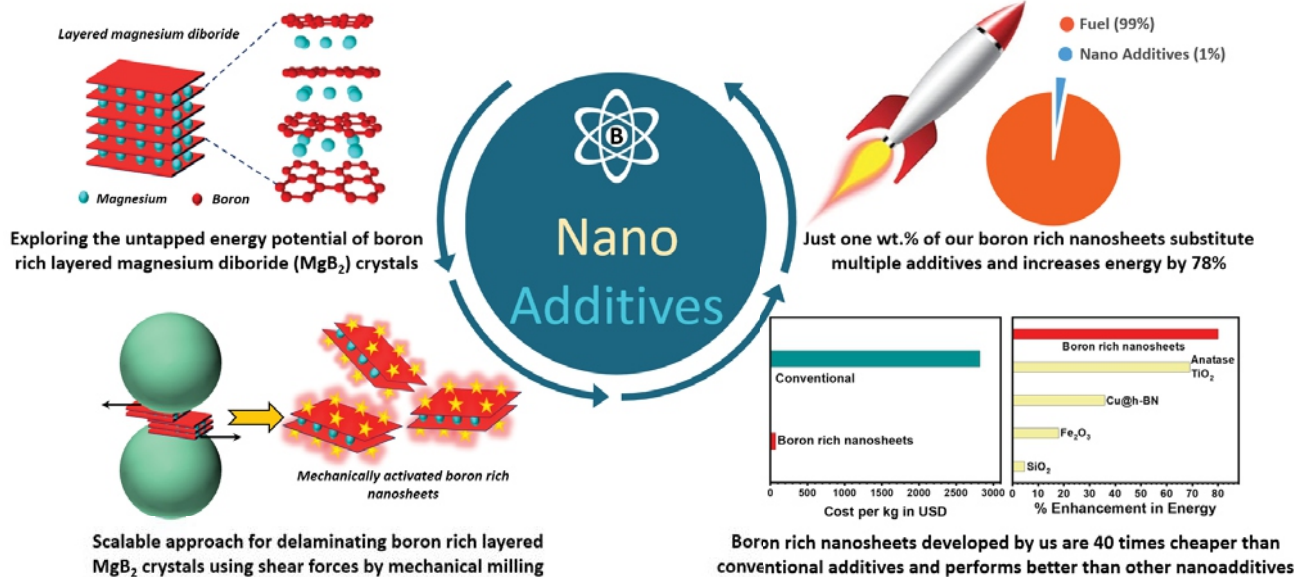 Layered magnesium diboride
Magnesium
Boron
Exploring the untapped energy potential of boron
rich layered magnesium diboride (MgB₂) crystals
B
Nano
Additives
Fuel (99%)
Nano Additives (1%)
Just one wt.% of our boron rich nanosheets substitute
multiple additives and increases energy by 78%
Mechanically activated boron rich
nanosheets
Scalable approach for delaminating boron rich layered
MgB₂ crystals using shear forces by mechanical milling
Conventional
Boron rich nanosheets
0 500 1000 1500 2000 2500 3000
Cost per kg in USD
Boron rich nanosheets
Anatase
TiO₂
Cu@h-BN
Fe₂O₃
SiO₂
0 10 20 30 40 50 60 70 80
% Enhancement in Energy
Boron rich nanosheets developed by us are 40 times cheaper than
conventional additives and performs better than other nanoadditives